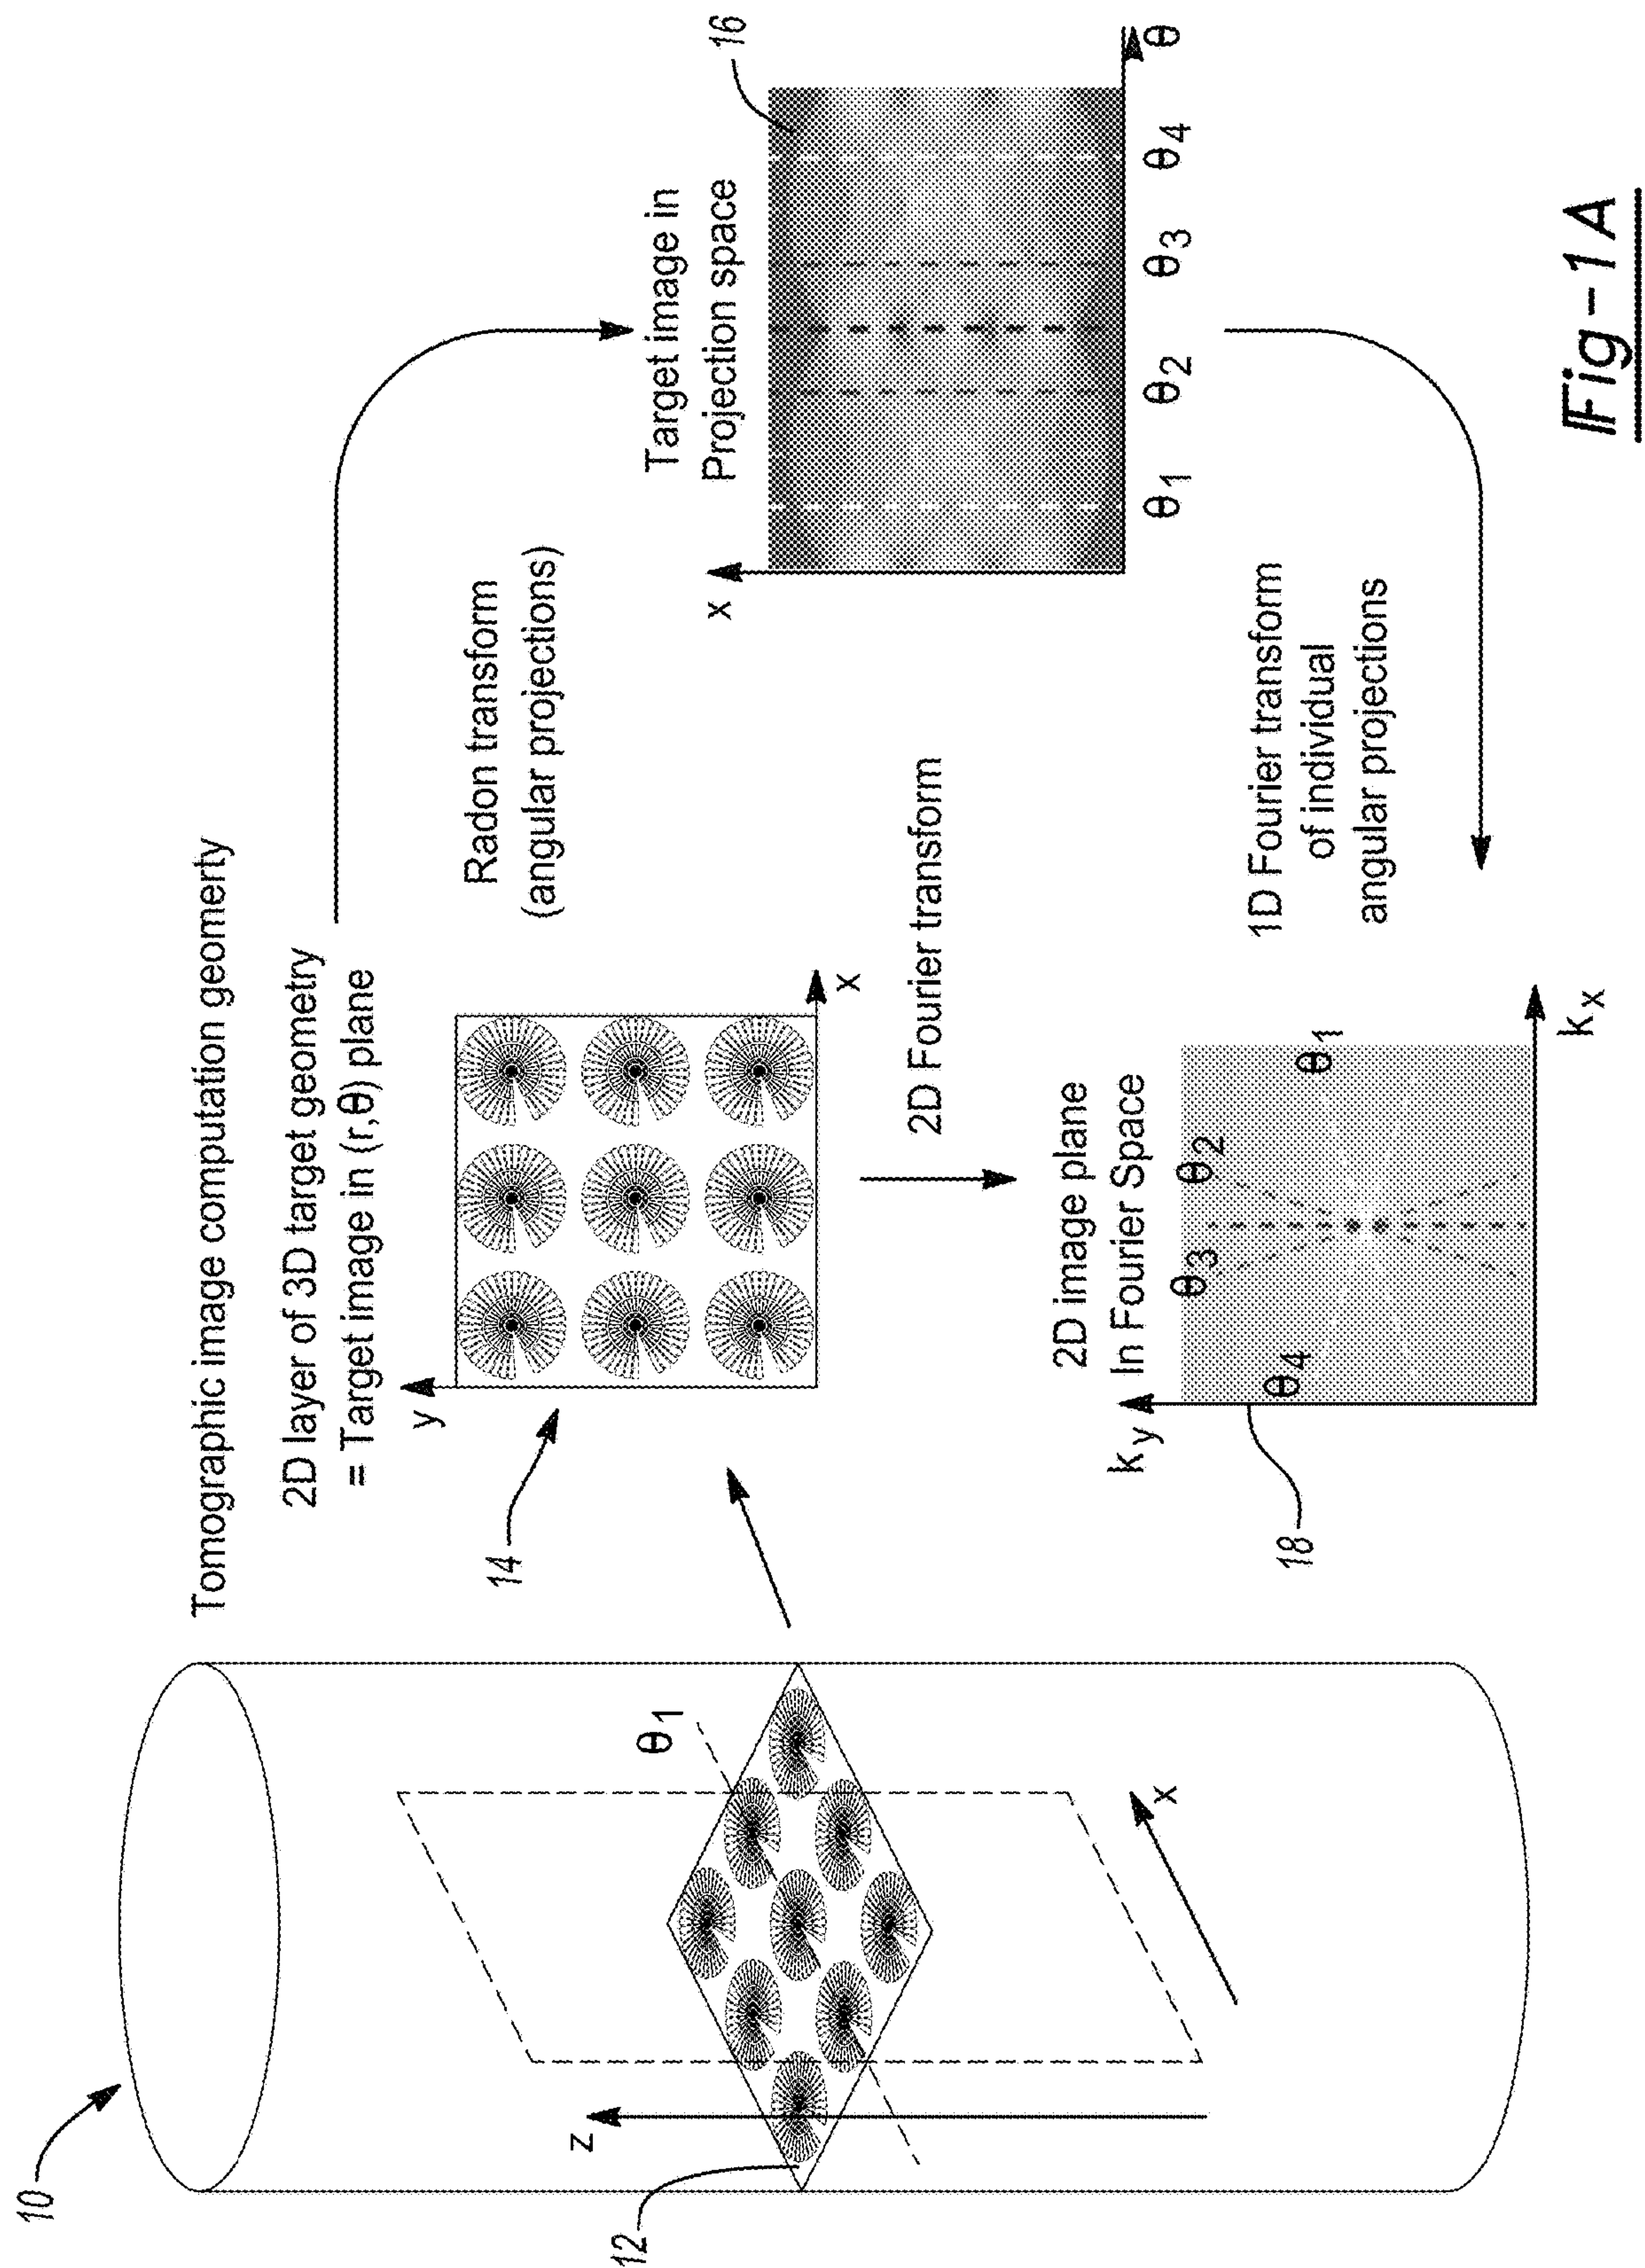 Tomographic image computation geomerty
10
12
z
x
θ1
2D layer of 3D target geometry
= Target image in (r,θ) plane
14
y
x
Radon transform
(angular projections)
Target image in
Projection space
16
x
θ1
θ2
θ3
θ4
θ
2D Fourier transform
2D image plane
In Fourier Space
18
ky
kx
θ4
θ3
θ2
θ1
1D Fourier transform
of individual
angular projections
Fig-1A